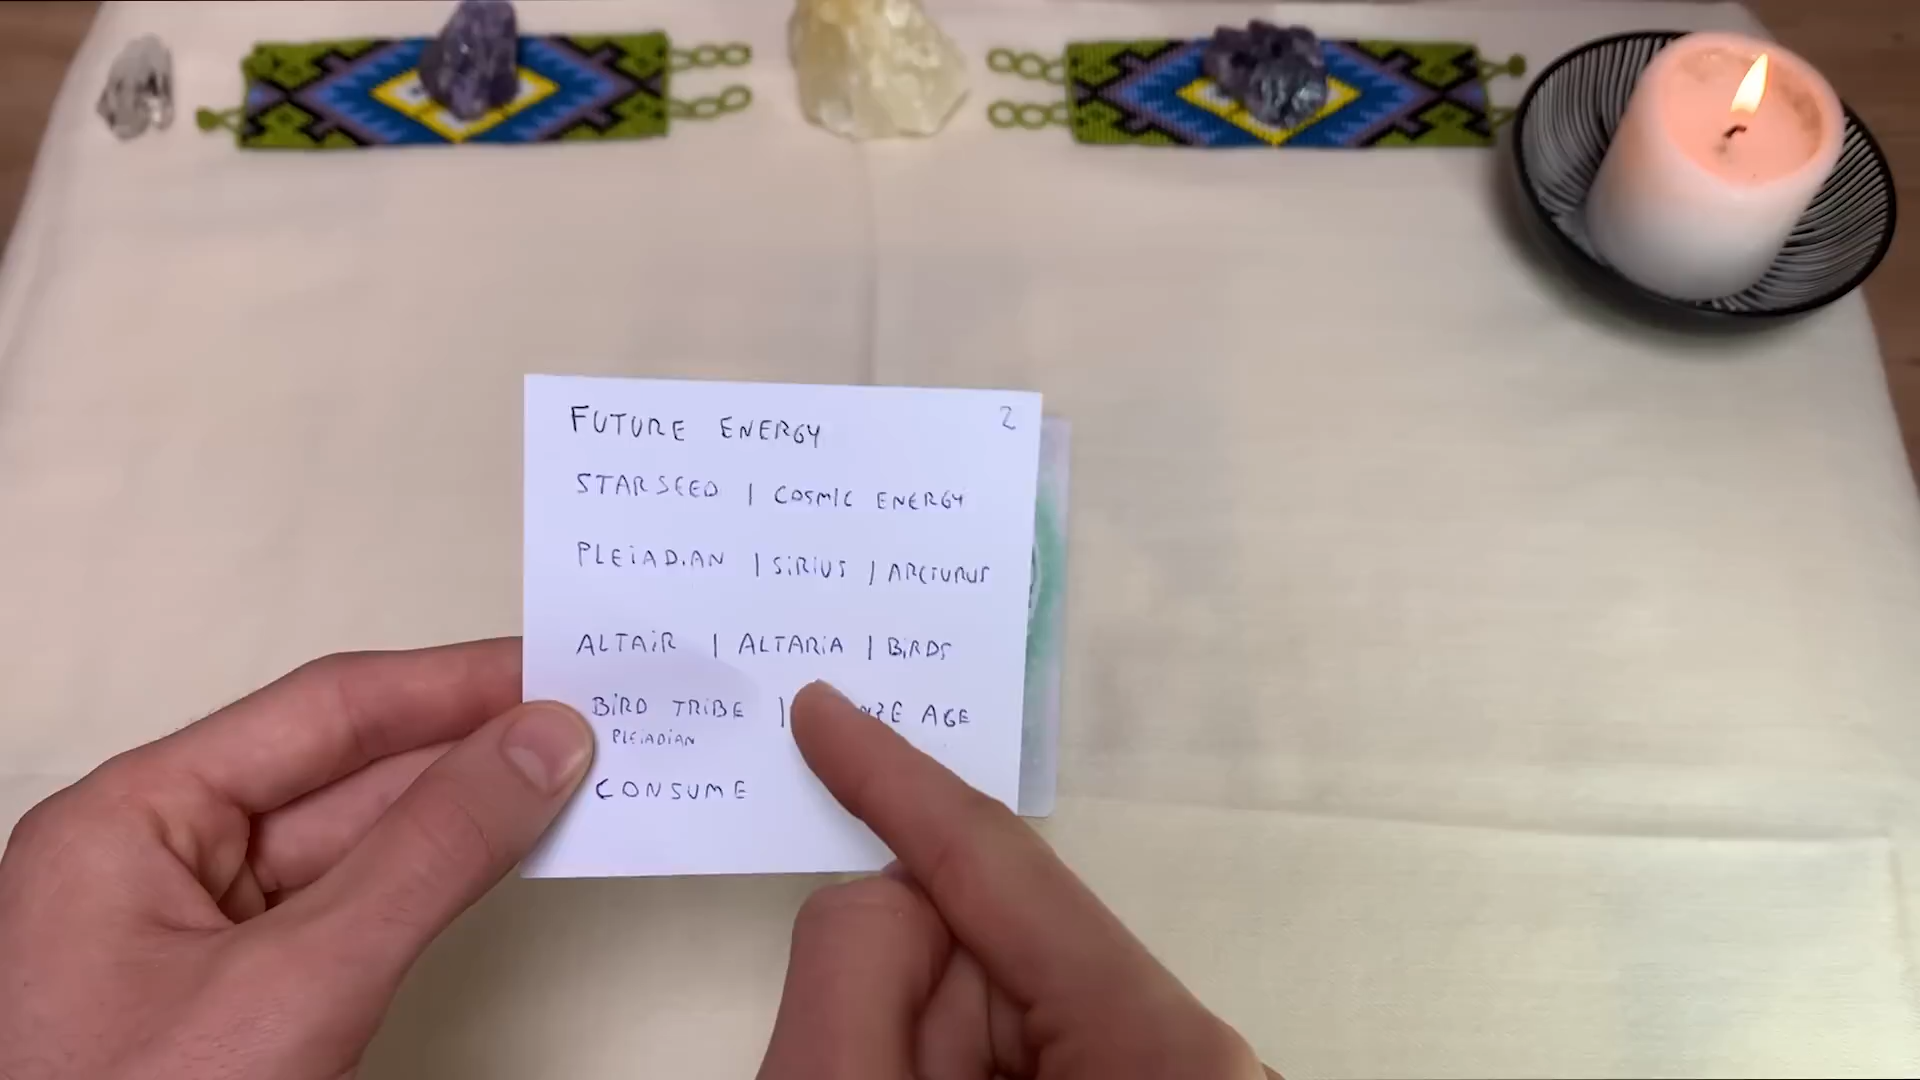 FUTURE ENERGY 2
STARSEED | COSMIC ENERGY
PLEIADIAN | SIRIUS | ARCTURUS
ALTAIR | ALTARIA | BIRDS
BIRD TRIBE | AGE
PLEIADIAN
CONSUME